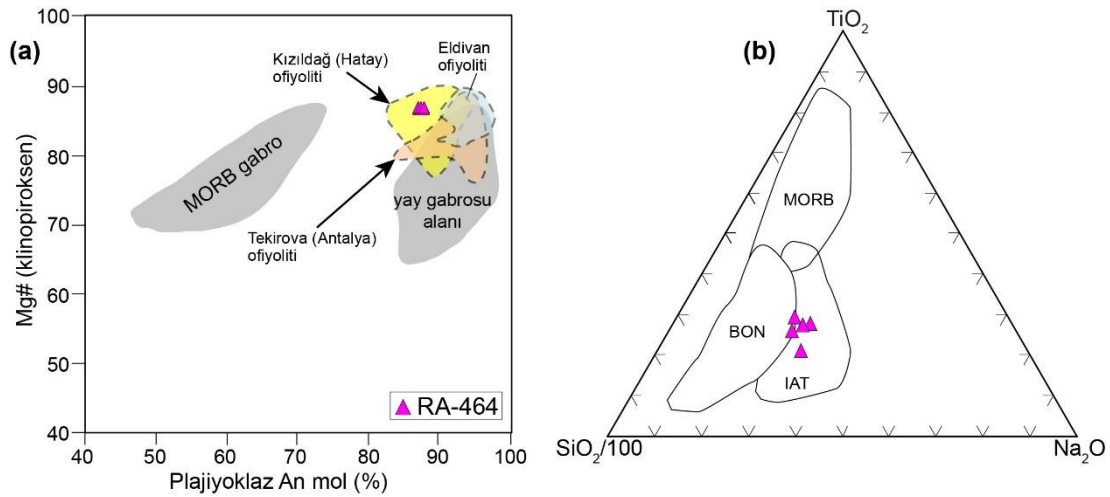 (a)
Mg# (klinopiroksen)
100
90
80
70
60
50
40
40
50
60
70
80
90
100
Plajiyoklaz An mol (%)
Kızıldağ (Hatay)
ofiyoliti
Eldivan
ofiyoliti
MORB gabro
yay gabrosu
alanı
Tekirova (Antalya)
ofiyoliti
RA-464
(b)
TiO2
MORB
BON
IAT
SiO2/100
Na2O